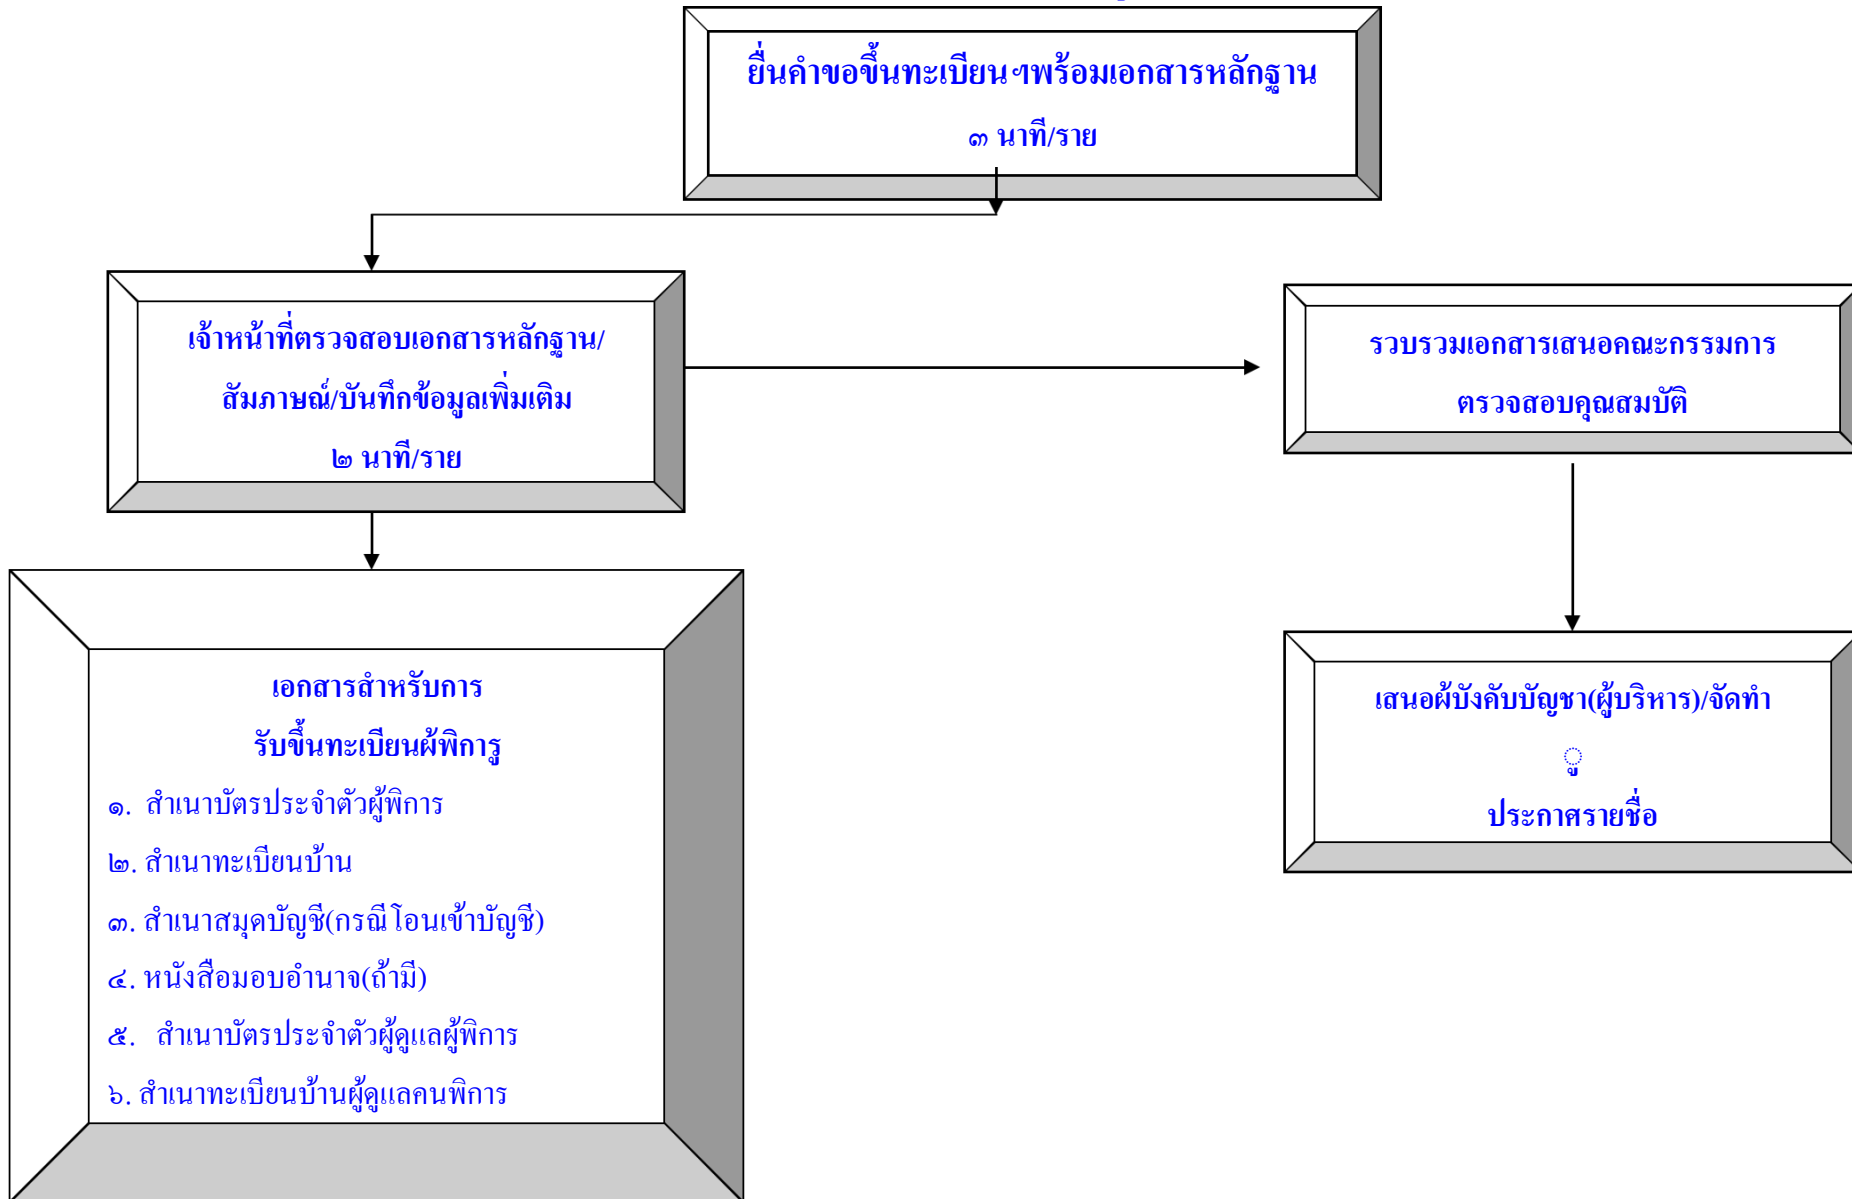 ยื่นคำขอขึ้นทะเบียนฯพร้อมเอกสารหลักฐาน
๓ นาที/ราย
เจ้าหน้าที่ตรวจสอบเอกสารหลักฐาน/
สัมภาษณ์/บันทึกข้อมูลเพิ่มเติม
๒ นาที/ราย
รวบรวมเอกสารเสนอคณะกรรมการ
ตรวจสอบคุณสมบัติ
เอกสารสำหรับการ
รับขึ้นทะเบียนผ้พิการู
๑. สำเนาบัตรประจำตัวผู้พิการ
๒. สำเนาทะเบียนบ้าน
๓. สำเนาสมุดบัญชี(กรณีโอนเข้าบัญชี)
๔. หนังสือมอบอำนาจ(ถ้ามี)
๕. สำเนาบัตรประจำตัวผู้ดูแลผู้พิการ
๖. สำเนาทะเบียนบ้านผู้ดูแลคนพิการ
เสนอผ้บังคับบัญชา(ผู้บริหาร)/จัดทำ
ู
ประกาศรายชื่อ